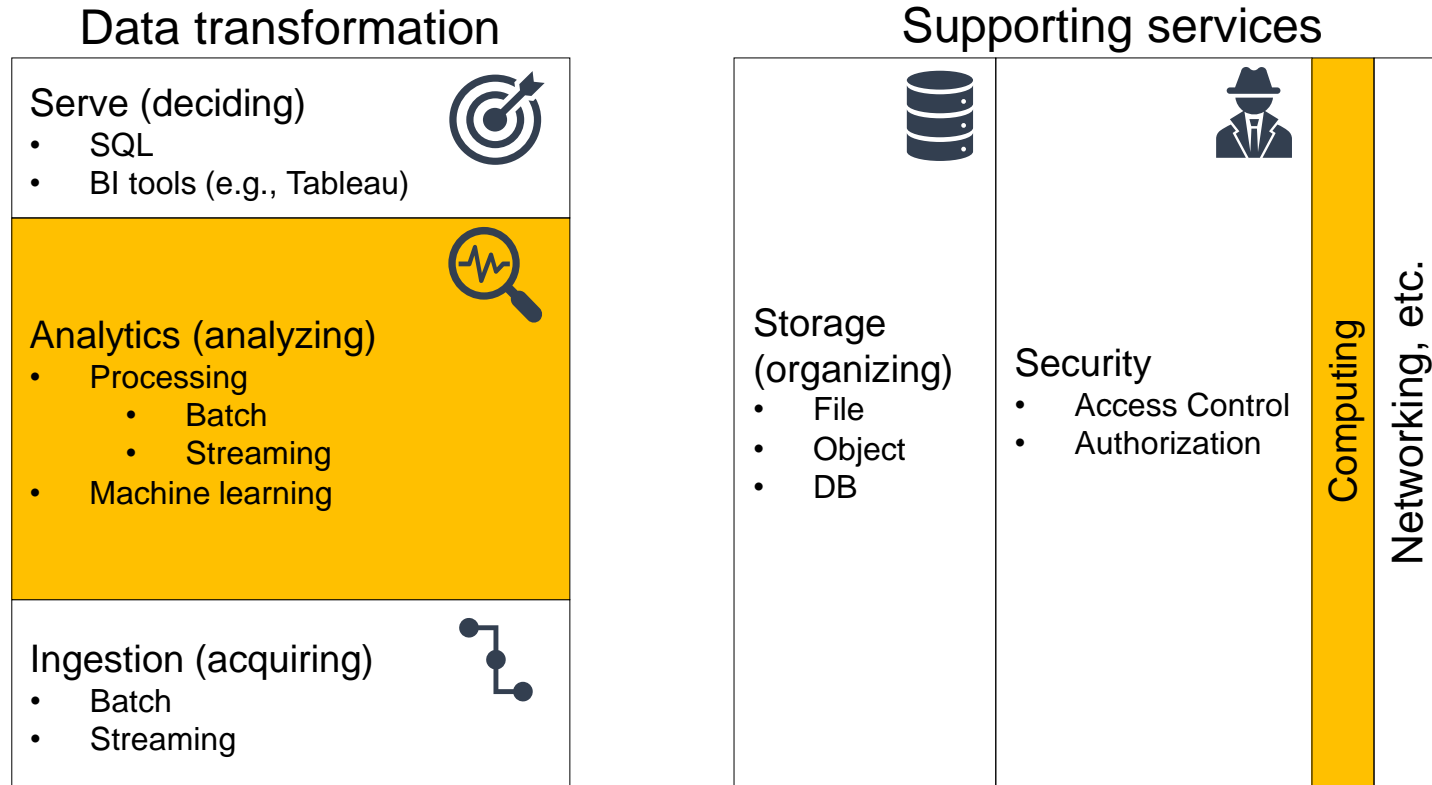 Data transformation
Serve (deciding)
• SQL
• BI tools (e.g., Tableau)
Analytics (analyzing)
• Processing
• Batch
• Streaming
• Machine learning
Ingestion (acquiring)
• Batch
• Streaming
Supporting services
Storage
(organizing)
• File
• Object
• DB
Security
• Access Control
• Authorization
Computing
Networking, etc.